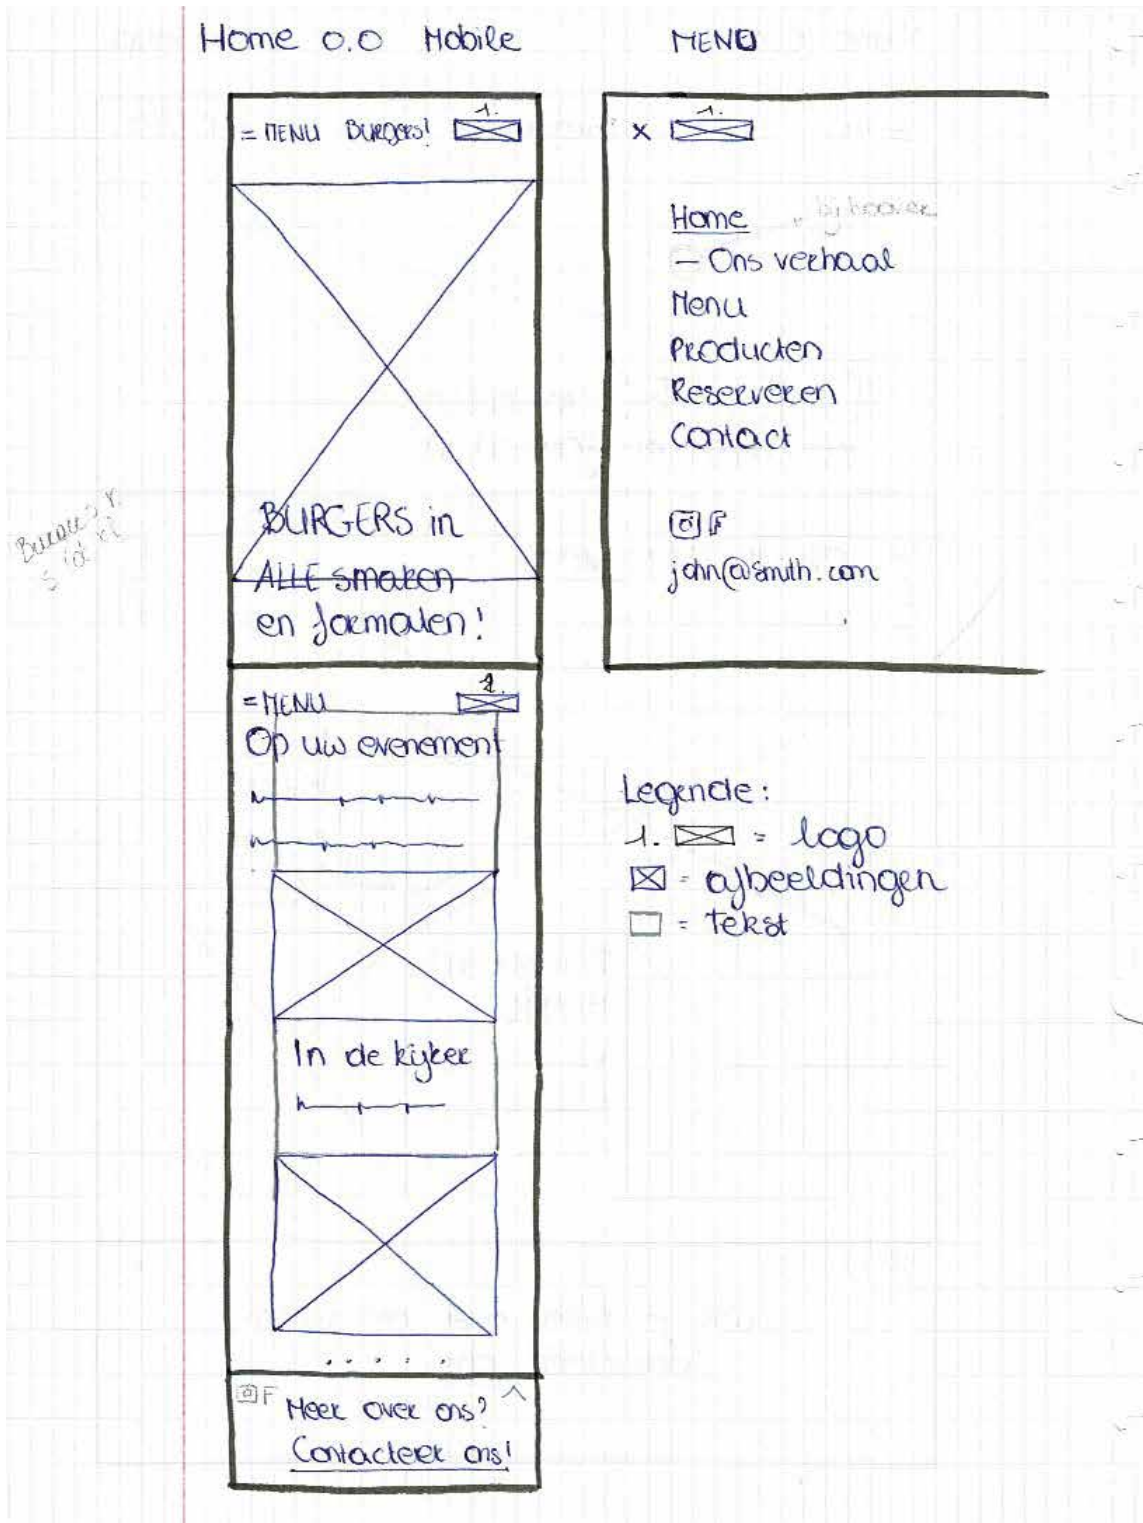 Home 0.0 Mobile
MENU
1.
= MENU Burgers!
BURGERS in
ALLE smaken
en formaten!
1.
= MENU
Op uw evenement
In de kijker
F
Meer over ons? ^
Contacteer ons!
1.
X
Home
bij hoover
- Ons verhaal
Menu
Producten
Reserveren
Contact
F
john@smith.com
Legende:
1. = logo
= afbeeldingen
= Tekst